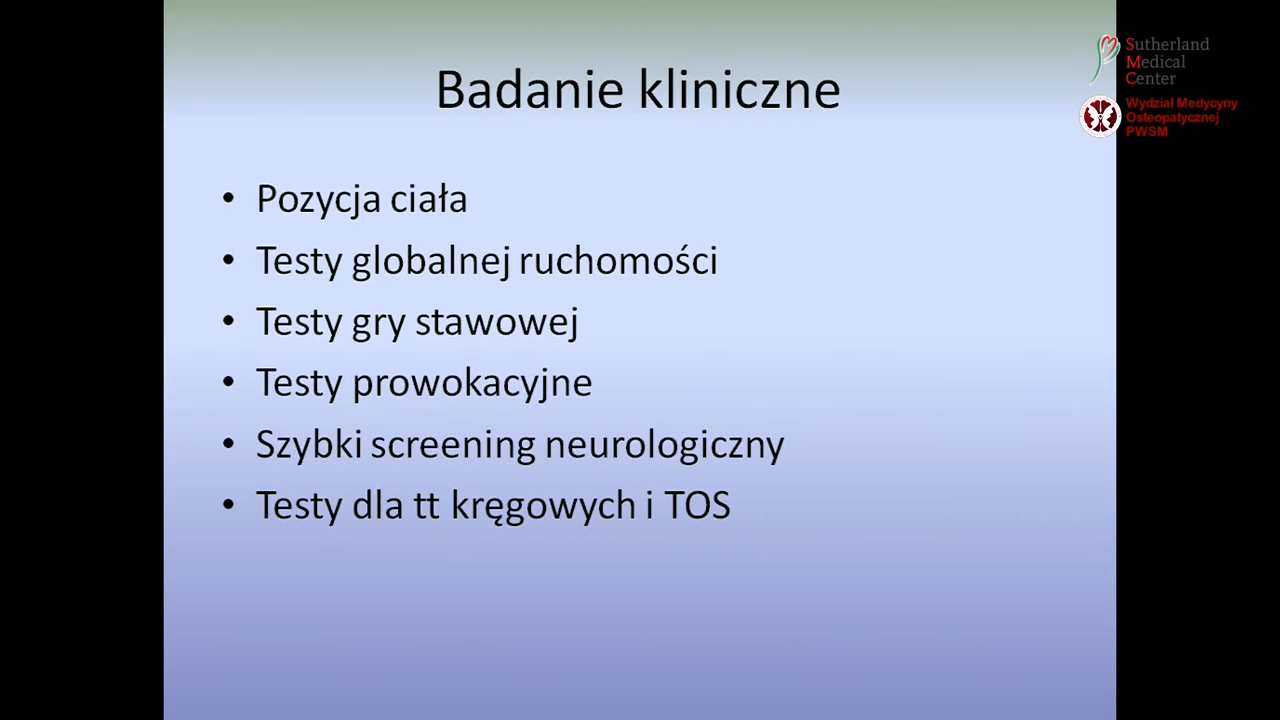 Badanie kliniczne
• Pozycja ciała
• Testy globalnej ruchomości
• Testy gry stawowej
• Testy prowokacyjne
• Szybki screening neurologiczny
• Testy dla tt kręgowych i TOS
Sutherland
Medical
Center
Wydział Medycyny
Osteopatycznej
PWSM